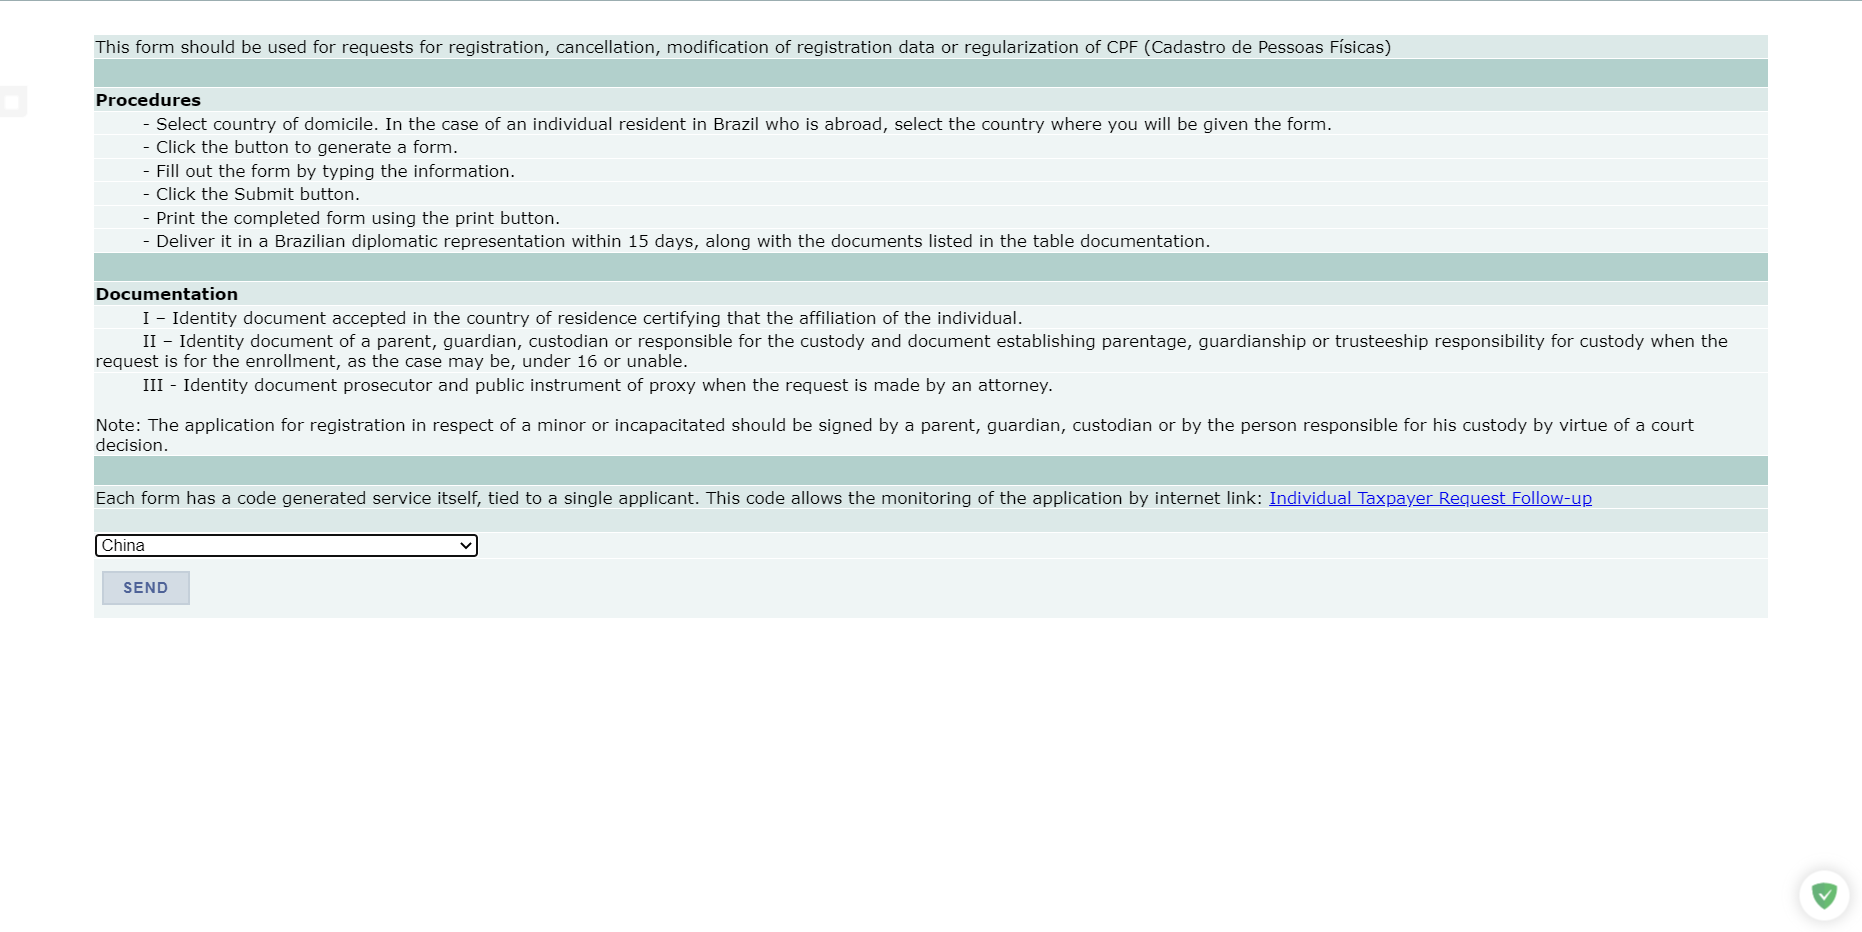 This form should be used for requests for registration, cancellation, modification of registration data or regularization of CPF (Cadastro de Pessoas Físicas)
Procedures
- Select country of domicile. In the case of an individual resident in Brazil who is abroad, select the country where you will be given the form.
- Click the button to generate a form.
- Fill out the form by typing the information.
- Click the Submit button.
- Print the completed form using the print button.
- Deliver it in a Brazilian diplomatic representation within 15 days, along with the documents listed in the table documentation.
Documentation
I – Identity document accepted in the country of residence certifying that the affiliation of the individual.
II – Identity document of a parent, guardian, custodian or responsible for the custody and document establishing parentage, guardianship or trusteeship responsibility for custody when the
request is for the enrollment, as the case may be, under 16 or unable.
III - Identity document prosecutor and public instrument of proxy when the request is made by an attorney.
Note: The application for registration in respect of a minor or incapacitated should be signed by a parent, guardian, custodian or by the person responsible for his custody by virtue of a court
decision.
Each form has a code generated service itself, tied to a single applicant. This code allows the monitoring of the application by internet link: Individual Taxpayer Request Follow-up
China
SEND